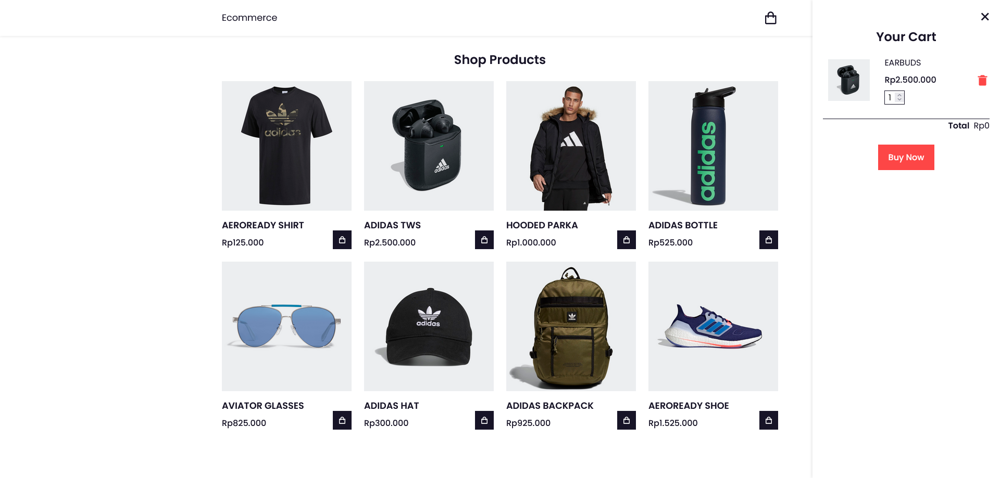 Ecommerce
Shop Products
adidas
adidas
adidas
AEROREADY SHIRT
Rp125.000
ADIDAS TWS
Rp2.500.000
HOODED PARKA
Rp1.000.000
ADIDAS BOTTLE
Rp525.000
adidas
AVIATOR GLASSES
Rp825.000
ADIDAS HAT
Rp300.000
ADIDAS BACKPACK
Rp925.000
AEROREADY SHOE
Rp1.525.000
Your Cart
EARBUDS
Rp2.500.000
1
Total Rp0
Buy Now